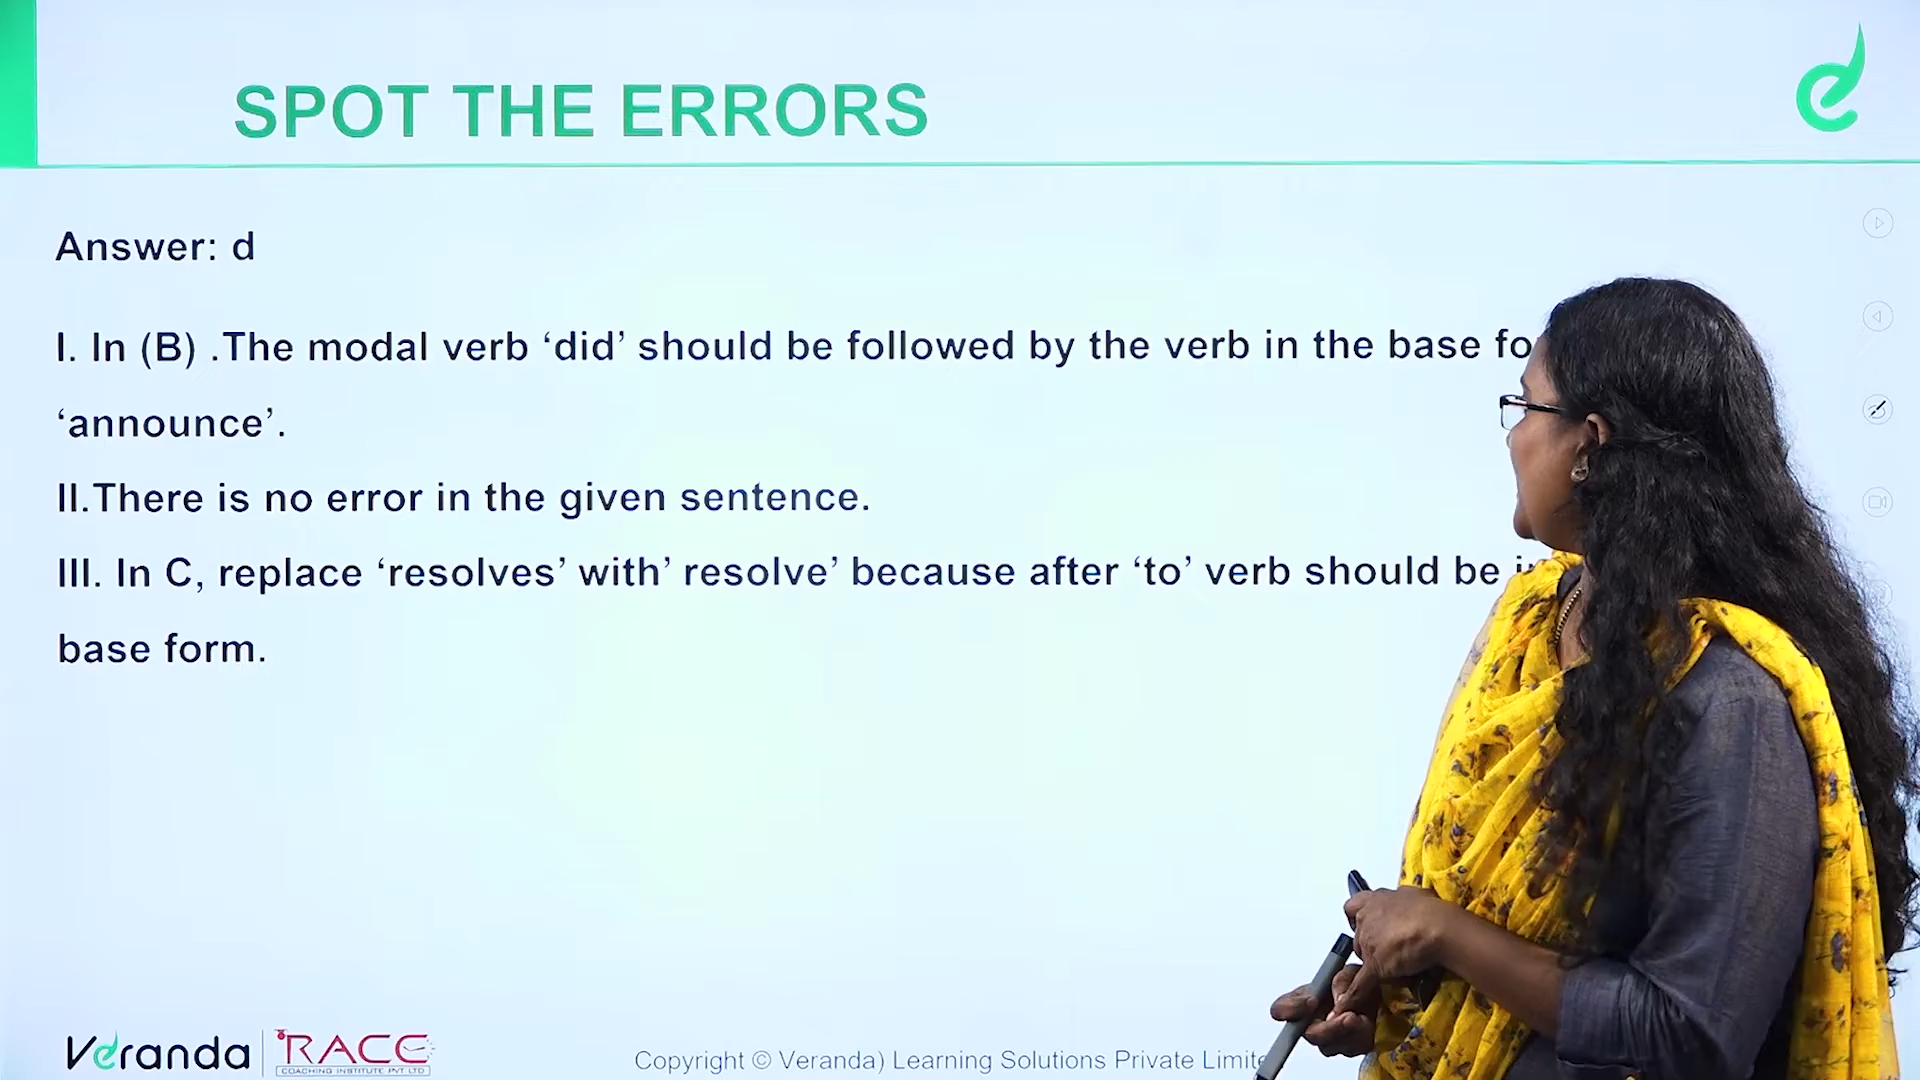 SPOT THE ERRORS
Answer: d
I. In (B) .The modal verb ‘did’ should be followed by the verb in the base
‘announce’.
II.There is no error in the given sentence.
III. In C, replace ‘resolves’ with’ resolve’ because after ‘to’ verb should be
base form.
Veranda RACE
COACHING INSTITUTE PVT LTD
Copyright © Veranda) Learning Solutions Private